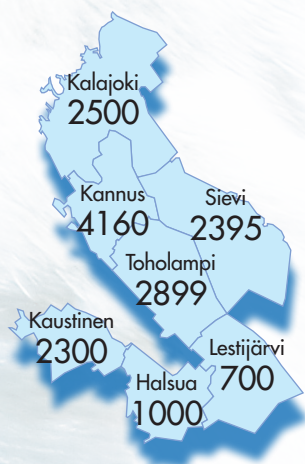 Kalajoki
2500
Kannus
4160
Sievi
2395
Toholampi
2899
Kaustinen
2300
Lestijärvi
700
Halsua
1000